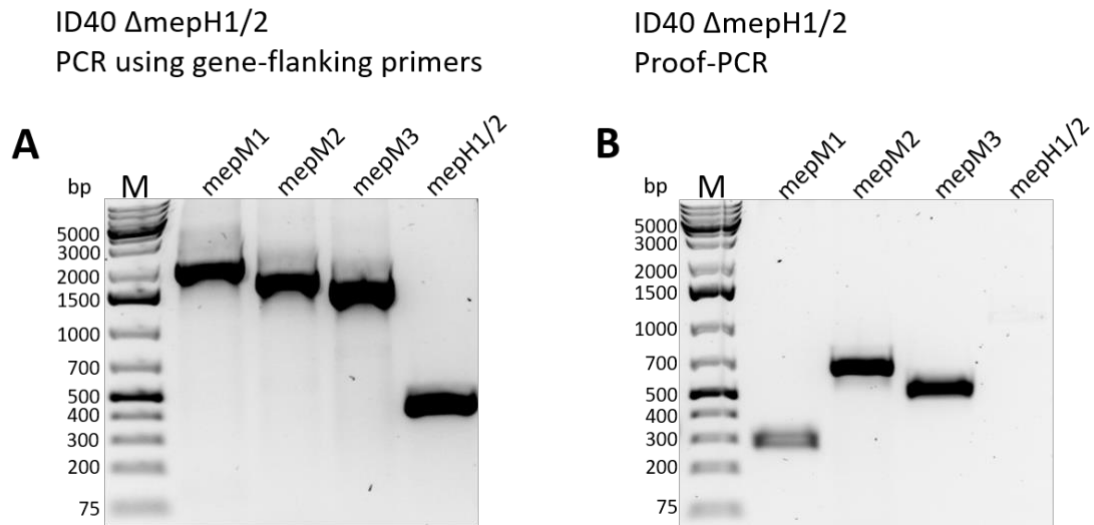 ID40 ΔmepH1/2
PCR using gene-flanking primers
A
bp
M
mepM1
mepM2
mepM3
mepH1/2
5000
3000
2000
1500
1000
700
500
400
300
200
75
ID40 ΔmepH1/2
Proof-PCR
B
bp
M
mepM1
mepM2
mepM3
mepH1/2
5000
3000
2000
1500
1000
700
500
400
300
200
75